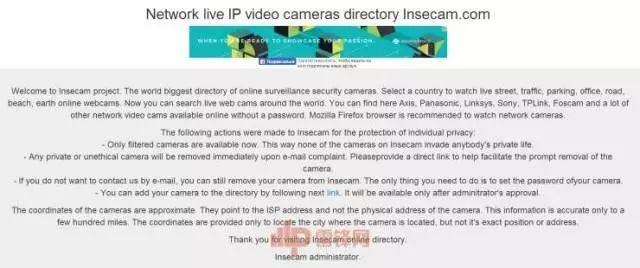 Network live IP video cameras directory Insecam.com
WHEN YOU'RE READY TO SHOWCASE YOUR PASSION.
Welcome to Insecam project. The world biggest directory of online surveillance security cameras. Select a country to watch live street, traffic, parking, office, road,
beach, earth online webcams. Now you can search live web cams around the world. You can find here Axis, Panasonic, Linksys, Sony, TPLink, Foscam and a lot of
other network video cams available online without a password. Mozilla Firefox browser is recommended to watch network cameras.
The following actions were made to Insecam for the protection of individual privacy:
- Only filtered cameras are available now. This way none of the cameras on Insecam invade anybody's private life.
- Any private or unethical camera will be removed immediately upon e-mail complaint. Pleaseprovide a direct link to help facilitate the prompt removal of the
camera.
- If you do not want to contact us by e-mail, you can still remove your camera from Insecam. The only thing you need to do is to set the password ofyour camera.
- You can add your camera to the directory by following next link. It will be available only after adminitrator's approval.
The coordinates of the cameras are approximate. They point to the ISP address and not the physical address of the camera. This information is accurate only to a
few hundred miles. The coordinates are provided only to locate the city where the camera is located, but not it's exact position or address.
Thank you for visiting Insecam online directory.
雷锋网
Insecam administrator.